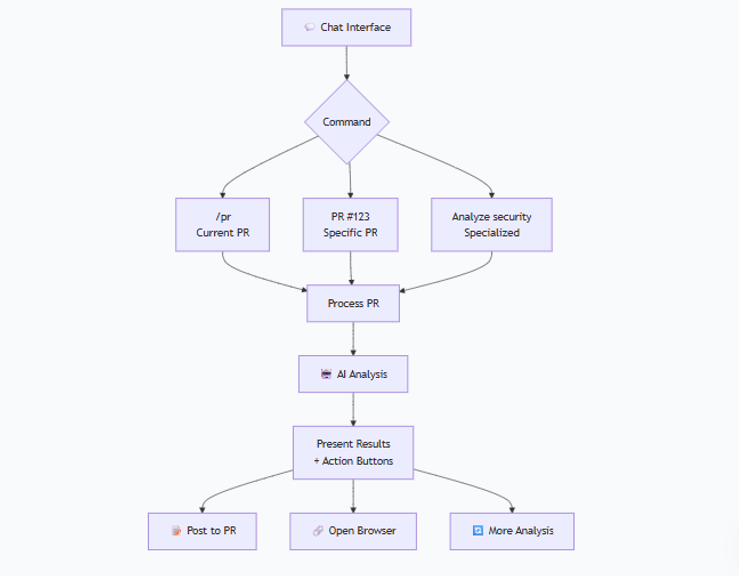 💬 Chat Interface
Command
/pr
Current PR
PR #123
Specific PR
Analyze security
Specialized
Process PR
🤖 AI Analysis
Present Results
+ Action Buttons
📝 Post to PR
🔗 Open Browser
🔄 More Analysis